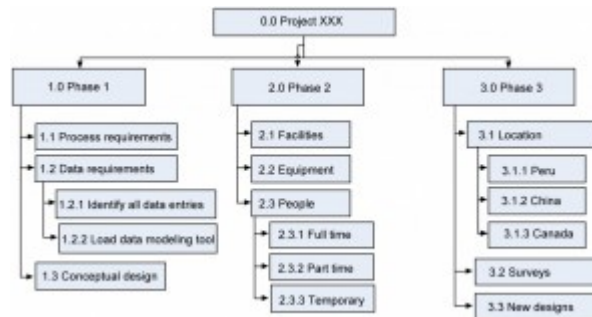 0.0 Project XXX
1.0 Phase 1
1.1 Process requirements
1.2 Data requirements
1.2.1 Identify all data entries
1.2.2 Load data modeling tool
1.3 Conceptual design
2.0 Phase 2
2.1 Facilities
2.2 Equipment
2.3 People
2.3.1 Full time
2.3.2 Part time
2.3.3 Temporary
3.0 Phase 3
3.1 Location
3.1.1 Peru
3.1.2 China
3.1.3 Canada
3.2 Surveys
3.3 New designs